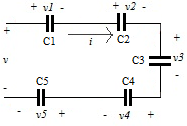 + v1 - + v2 -
+ C1 i C2 +
v C3 v3
- C5 C4 -
- v5 + - v4 +